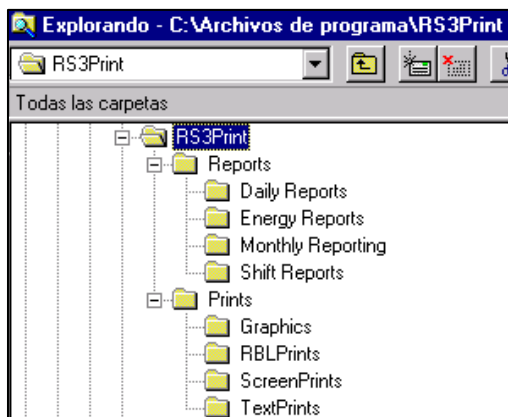 Explorando - C:\Archivos de programa\RS3Print
RS3Print
Todas las carpetas
RS3Print
Reports
Daily Reports
Energy Reports
Monthly Reporting
Shift Reports
Prints
Graphics
RBLPrints
ScreenPrints
TextPrints